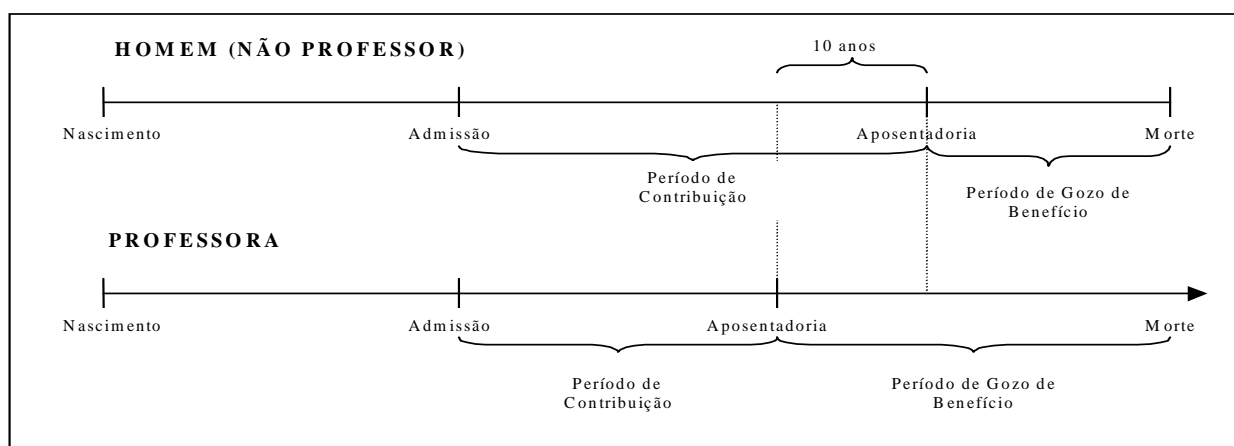 HOMEM (NÃO PROFESSOR)
10 anos
Nascimento
Admissão
Aposentadoria
Morte
Período de
Contribuição
Período de Gozo de
Benefício
PROFESSORA
Nascimento
Admissão
Aposentadoria
Morte
Período de
Contribuição
Período de Gozo de
Benefício